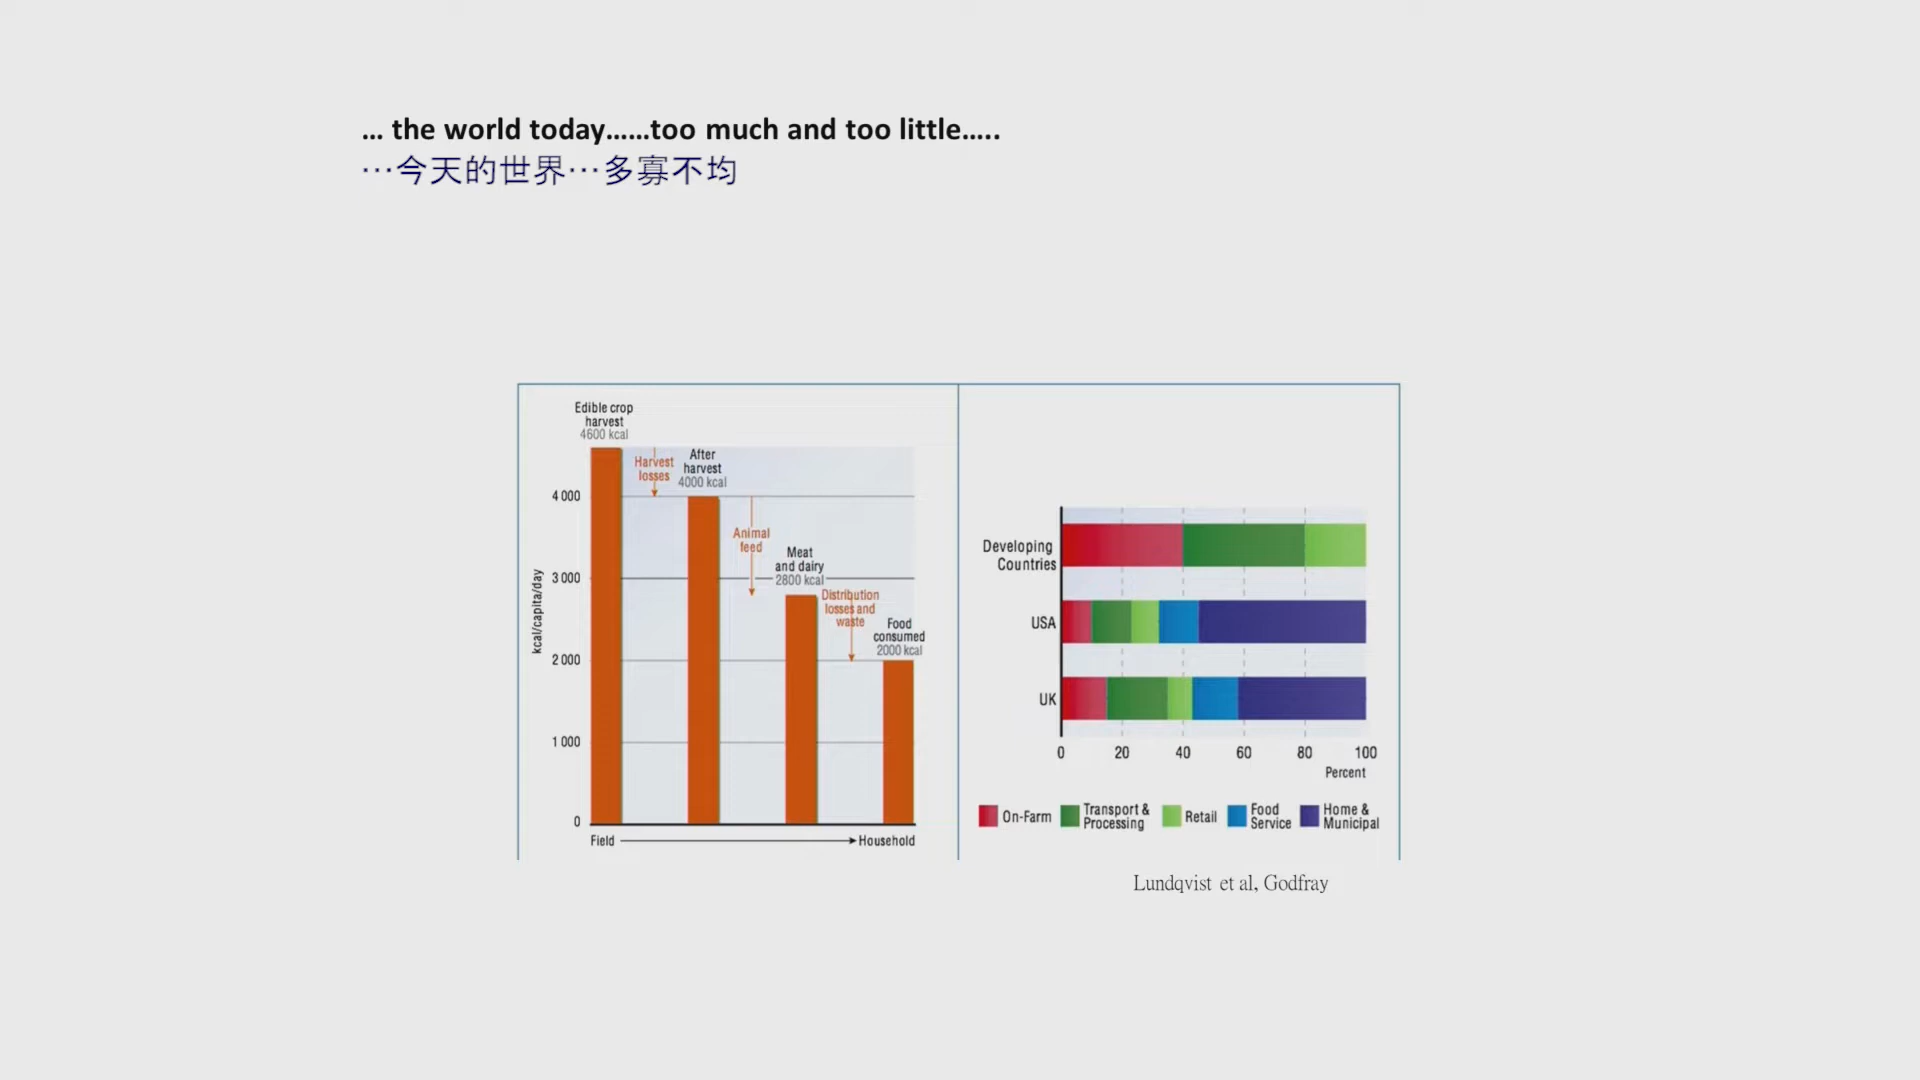 … the world today……too much and too little…..
…今天的世界…多寡不均
Edible crop
harvest
4600 kcal
Harvest
losses
After
harvest
4000 kcal
Animal
feed
Meat
and dairy
2800 kcal
Distribution
losses and
waste
Food
consumed
2000 kcal
kcal/capita/day
4 000
3 000
2 000
1 000
0
Field
Household
Developing
Countries
USA
UK
0 20 40 60 80 100
Percent
On-Farm
Transport &
Processing
Retail
Food
Service
Home &
Municipal
Lundqvist et al, Godfray